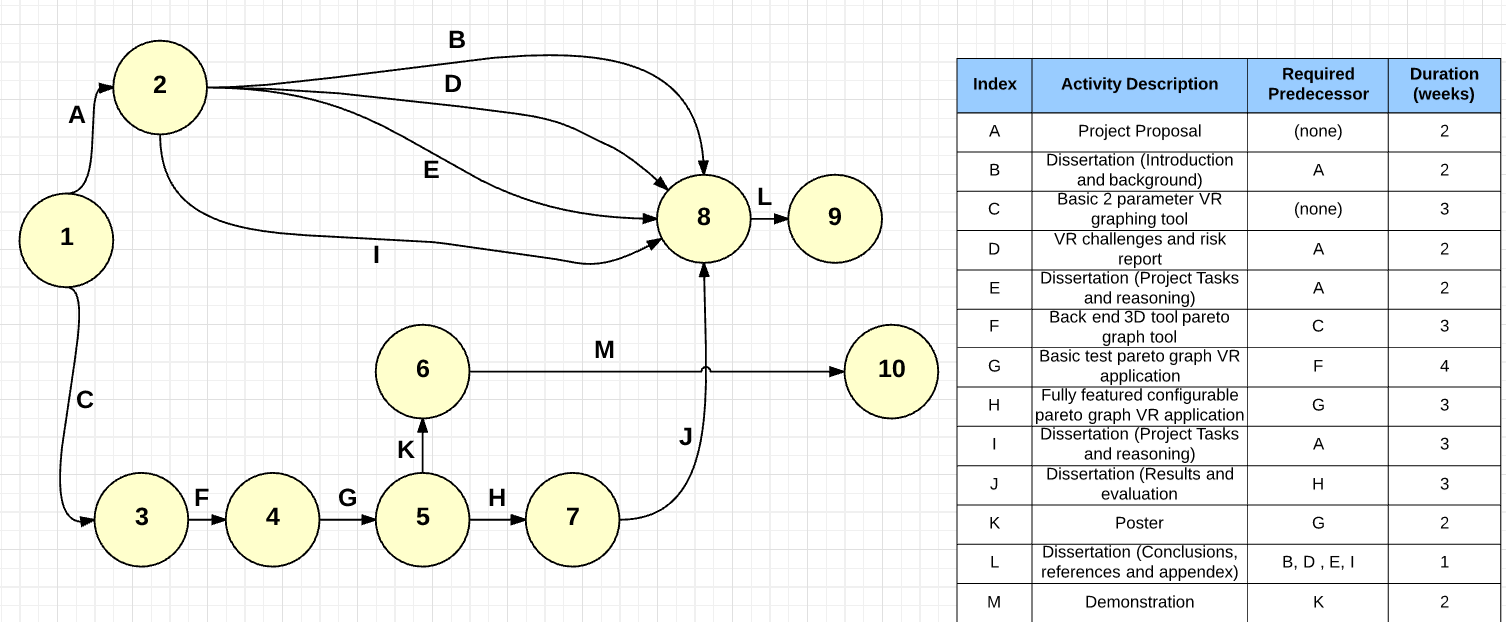 B
D
A
2
E
L
8
9
1
I
M
6
10
C
K
J
F
G
H
3
4
5
7
Index Activity Description Required Predecessor Duration (weeks)
A Project Proposal (none) 2
B Dissertation (Introduction and background) A 2
C Basic 2 parameter VR graphing tool (none) 3
D VR challenges and risk report A 2
E Dissertation (Project Tasks and reasoning) A 2
F Back end 3D tool pareto graph tool C 3
G Basic test pareto graph VR application F 4
H Fully featured configurable pareto graph VR application G 3
I Dissertation (Project Tasks and reasoning) A 3
J Dissertation (Results and evaluation H 3
K Poster G 2
L Dissertation (Conclusions, references and appendex) B, D , E, I 1
M Demonstration K 2